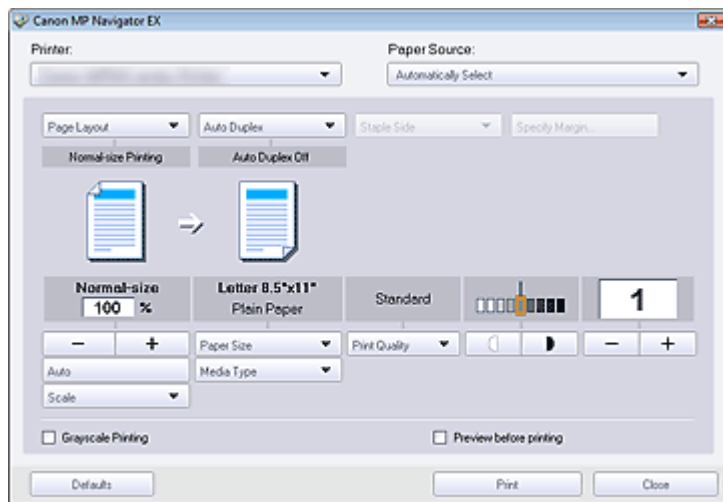 Canon MP Navigator EX
Printer: Paper Source:
Automatically Select
Page Layout Auto Duplex Staple Side Specify Margin...
Normal-size Printing Auto Duplex Off
Normal-size Letter 8.5"x11" Standard 1
100 % Plain Paper
− + Paper Size Print Quality − +
Auto Media Type
Scale
Grayscale Printing Preview before printing
Defaults Print Close